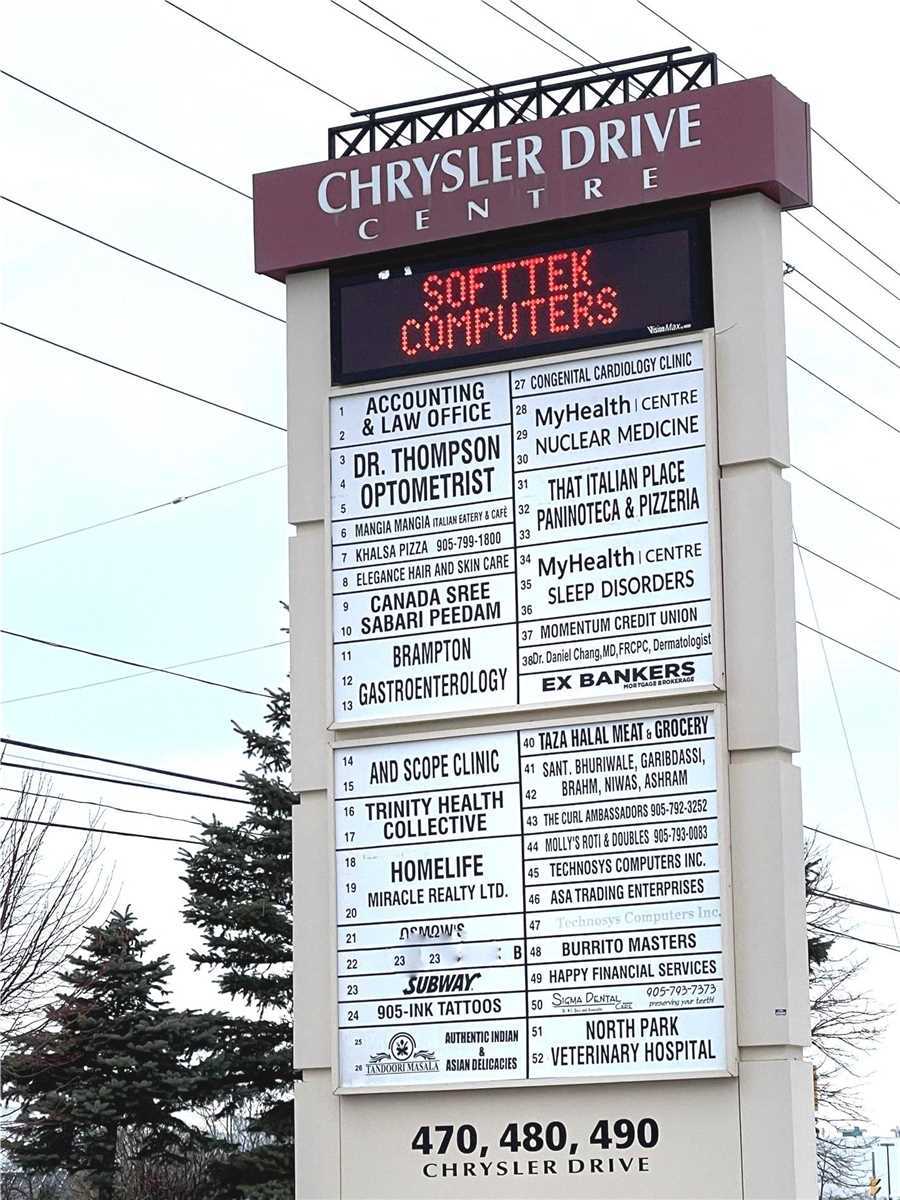 CHRYSLER DRIVE
CENTRE
SOFTTEK
COMPUTERS
VisionMax
1 ACCOUNTING
2 & LAW OFFICE
3 DR. THOMPSON
4 OPTOMETRIST
5
6 MANGIA MANGIA ITALIAN EATERY & CAFÈ
7 KHALSA PIZZA 905-799-1800
8 ELEGANCE HAIR AND SKIN CARE
9 CANADA SREE
10 SABARI PEEDAM
11 BRAMPTON
12 GASTROENTEROLOGY
13
27 CONGENITAL CARDIOLOGY CLINIC
28 MyHealth | CENTRE
29 NUCLEAR MEDICINE
30
31 THAT ITALIAN PLACE
32 PANINOTECA & PIZZERIA
33
34 MyHealth | CENTRE
35 SLEEP DISORDERS
36
37 MOMENTUM CREDIT UNION
38 Dr. Daniel Chang, MD, FRCPC, Dermatologist
EX BANKERS
MORTGAGE BROKERAGE
14 AND SCOPE CLINIC
15
16 TRINITY HEALTH
17 COLLECTIVE
18 HOMELIFE
19 MIRACLE REALTY LTD.
20
21 OSMOW'S
22 23 23 B
23 SUBWAY
24 905-INK TATTOOS
25 AUTHENTIC INDIAN
&
26 TANDOORI MASALA ASIAN DELICACIES
40 TAZA HALAL MEAT & GROCERY
41 SANT. BHURIWALE, GARIBDASSI,
42 BRAHM, NIWAS, ASHRAM
43 THE CURL AMBASSADORS 905-792-3252
44 MOLLY'S ROTI & DOUBLES 905-793-0083
45 TECHNOSYS COMPUTERS INC.
46 ASA TRADING ENTERPRISES
47 Technosys Computers Inc.
48 BURRITO MASTERS
49 HAPPY FINANCIAL SERVICES
50 SIGMA DENTAL CARE 905-793-7373
preserving your teeth!
51 NORTH PARK
52 VETERINARY HOSPITAL
470, 480, 490
CHRYSLER DRIVE